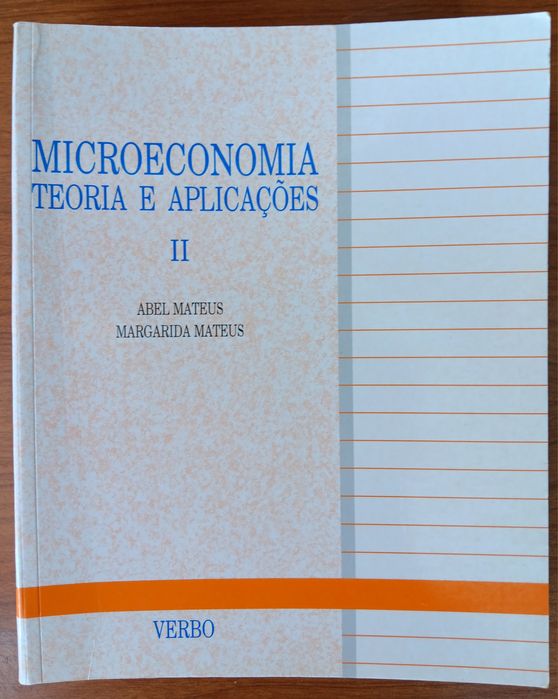 MICROECONOMIA
TEORIA E APLICAÇÕES
II
ABEL MATEUS
MARGARIDA MATEUS
VERBO